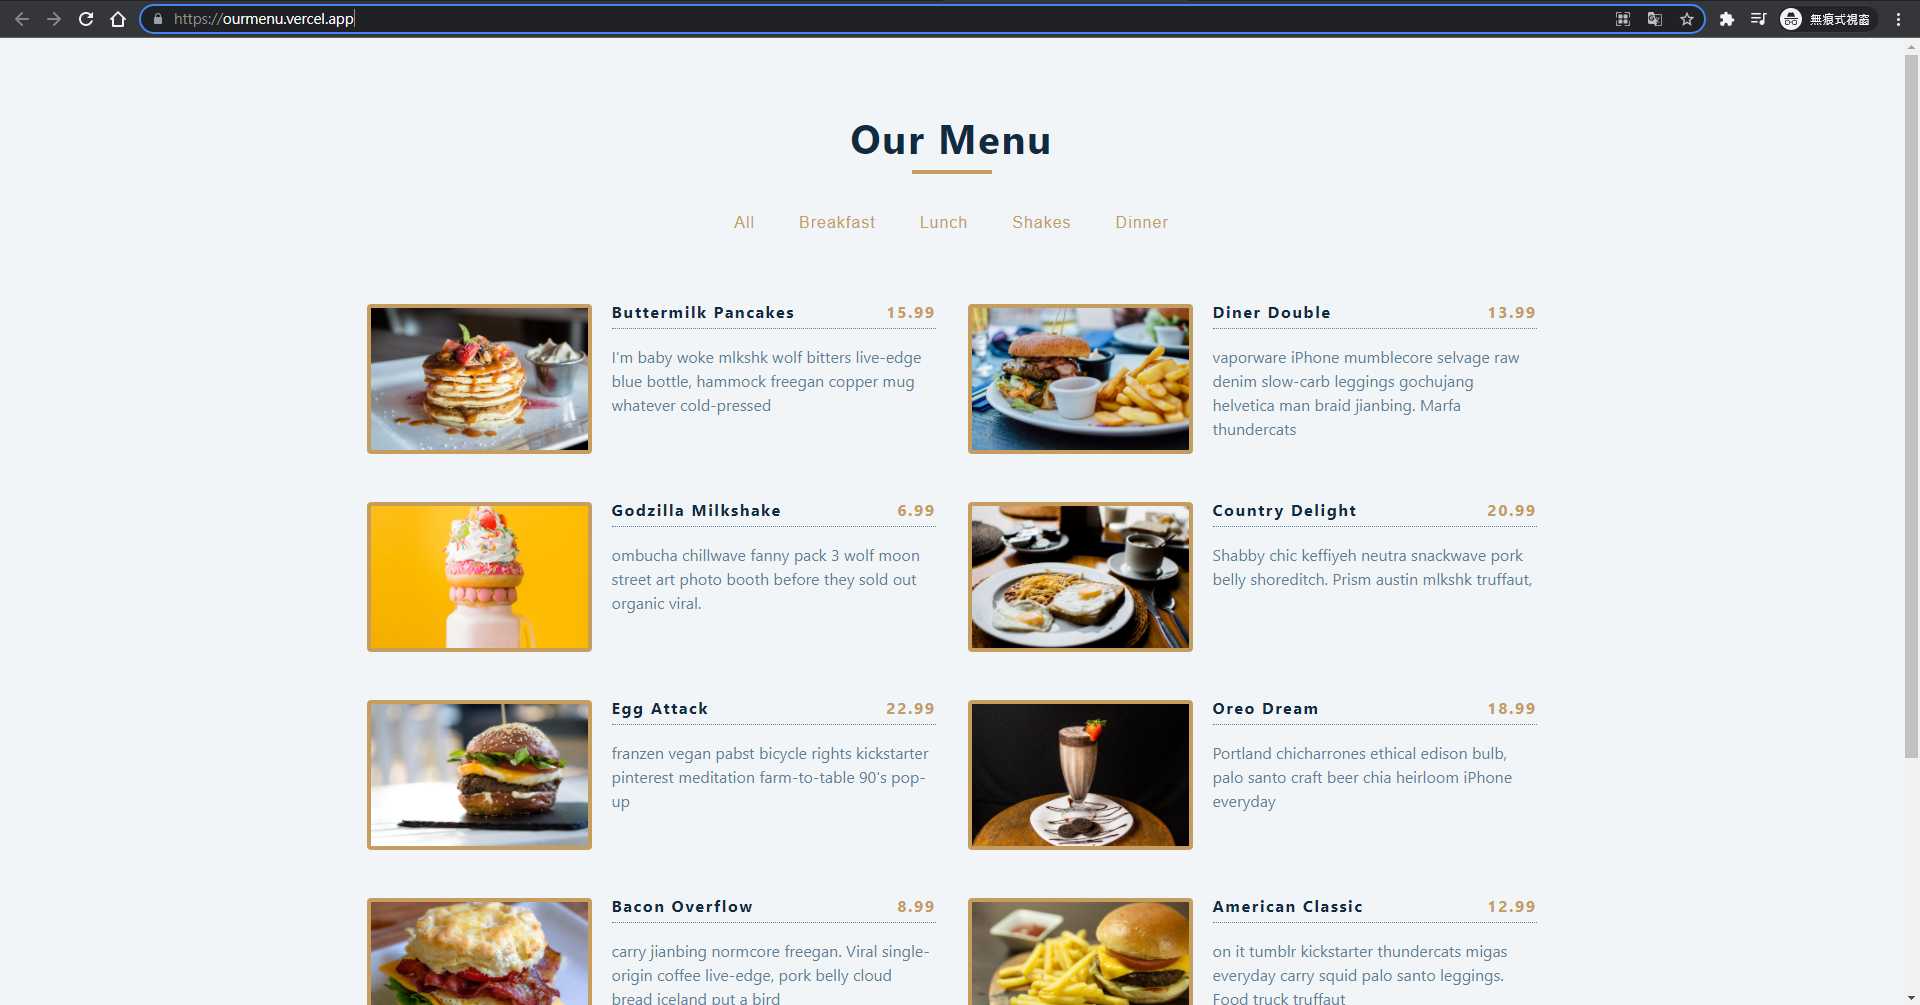 https://ourmenu.vercel.app
無痕式視窗
Our Menu
All Breakfast Lunch Shakes Dinner
Buttermilk Pancakes 15.99
I'm baby woke mlkshk wolf bitters live-edge
blue bottle, hammock freegan copper mug
whatever cold-pressed
Diner Double 13.99
vaporware iPhone mumblecore selvage raw
denim slow-carb leggings gochujang
helvetica man braid jianbing. Marfa
thundercats
Godzilla Milkshake 6.99
ombucha chillwave fanny pack 3 wolf moon
street art photo booth before they sold out
organic viral.
Country Delight 20.99
Shabby chic keffiyeh neutra snackwave pork
belly shoreditch. Prism austin mlkshk truffaut,
Egg Attack 22.99
franzen vegan pabst bicycle rights kickstarter
pinterest meditation farm-to-table 90's pop-
up
Oreo Dream 18.99
Portland chicharrones ethical edison bulb,
palo santo craft beer chia heirloom iPhone
everyday
Bacon Overflow 8.99
carry jianbing normcore freegan. Viral single-
origin coffee live-edge, pork belly cloud
bread iceland put a bird
American Classic 12.99
on it tumblr kickstarter thundercats migas
everyday carry squid palo santo leggings.
Food truck truffaut